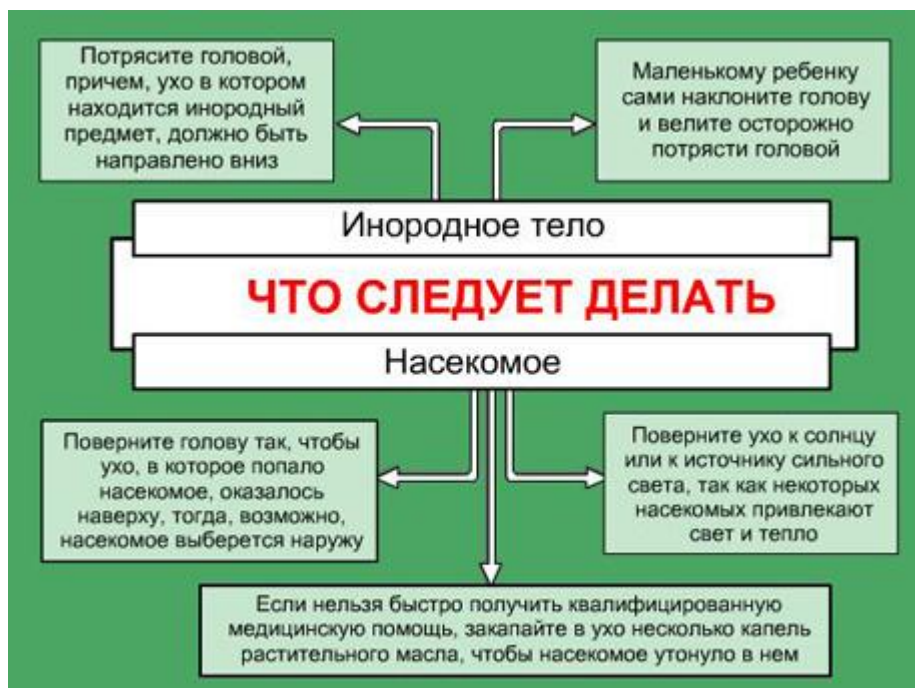 Потрясите головой,
причем, ухо в котором
находится инородный
предмет, должно быть
направлено вниз
Маленькому ребенку
сами наклоните голову
и велите осторожно
потрясти головой
Инородное тело
ЧТО СЛЕДУЕТ ДЕЛАТЬ
Насекомое
Поверните голову так, чтобы
ухо, в которое попало
насекомое, оказалось
наверху, тогда, возможно,
насекомое выберется наружу
Поверните ухо к солнцу
или к источнику сильного
света, так как некоторых
насекомых привлекают
свет и тепло
Если нельзя быстро получить квалифицированную
медицинскую помощь, закапайте в ухо несколько капель
растительного масла, чтобы насекомое утонуло в нем